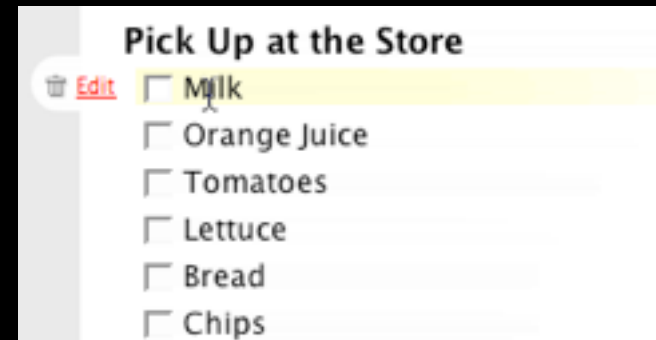 Pick Up at the Store
Edit Milk
Orange Juice
Tomatoes
Lettuce
Bread
Chips